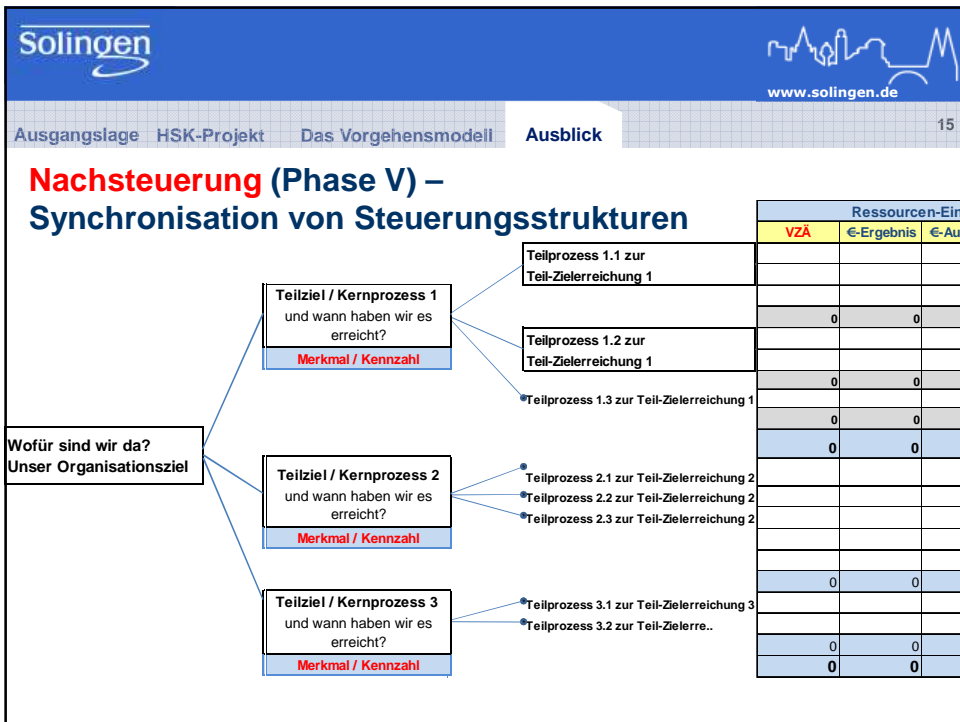 Solingen
www.solingen.de
Ausgangslage HSK-Projekt Das Vorgehensmodell Ausblick
15
Nachsteuerung (Phase V) –
Synchronisation von Steuerungsstrukturen
Ressourcen-Ein
VZÄ €-Ergebnis €-Au
Teilprozess 1.1 zur
Teil-Zielerreichung 1
Teilziel / Kernprozess 1
und wann haben wir es
erreicht?
Merkmal / Kennzahl
0 0
Teilprozess 1.2 zur
Teil-Zielerreichung 1
0 0
Teilprozess 1.3 zur Teil-Zielerreichung 1
0 0
Wofür sind wir da?
Unser Organisationsziel
0 0
Teilziel / Kernprozess 2
und wann haben wir es
erreicht?
Merkmal / Kennzahl
Teilprozess 2.1 zur Teil-Zielerreichung 2
Teilprozess 2.2 zur Teil-Zielerreichung 2
Teilprozess 2.3 zur Teil-Zielerreichung 2
0 0
Teilziel / Kernprozess 3
und wann haben wir es
erreicht?
Merkmal / Kennzahl
Teilprozess 3.1 zur Teil-Zielerreichung 3
Teilprozess 3.2 zur Teil-Zielerre..
0 0
0 0